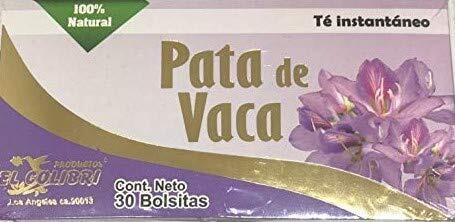 100%
Natural
Té instantáneo
Pata de
Vaca
PRODUCTOS
EL COLIBRI
Los Angeles ca.90013
Cont. Neto
30 Bolsitas